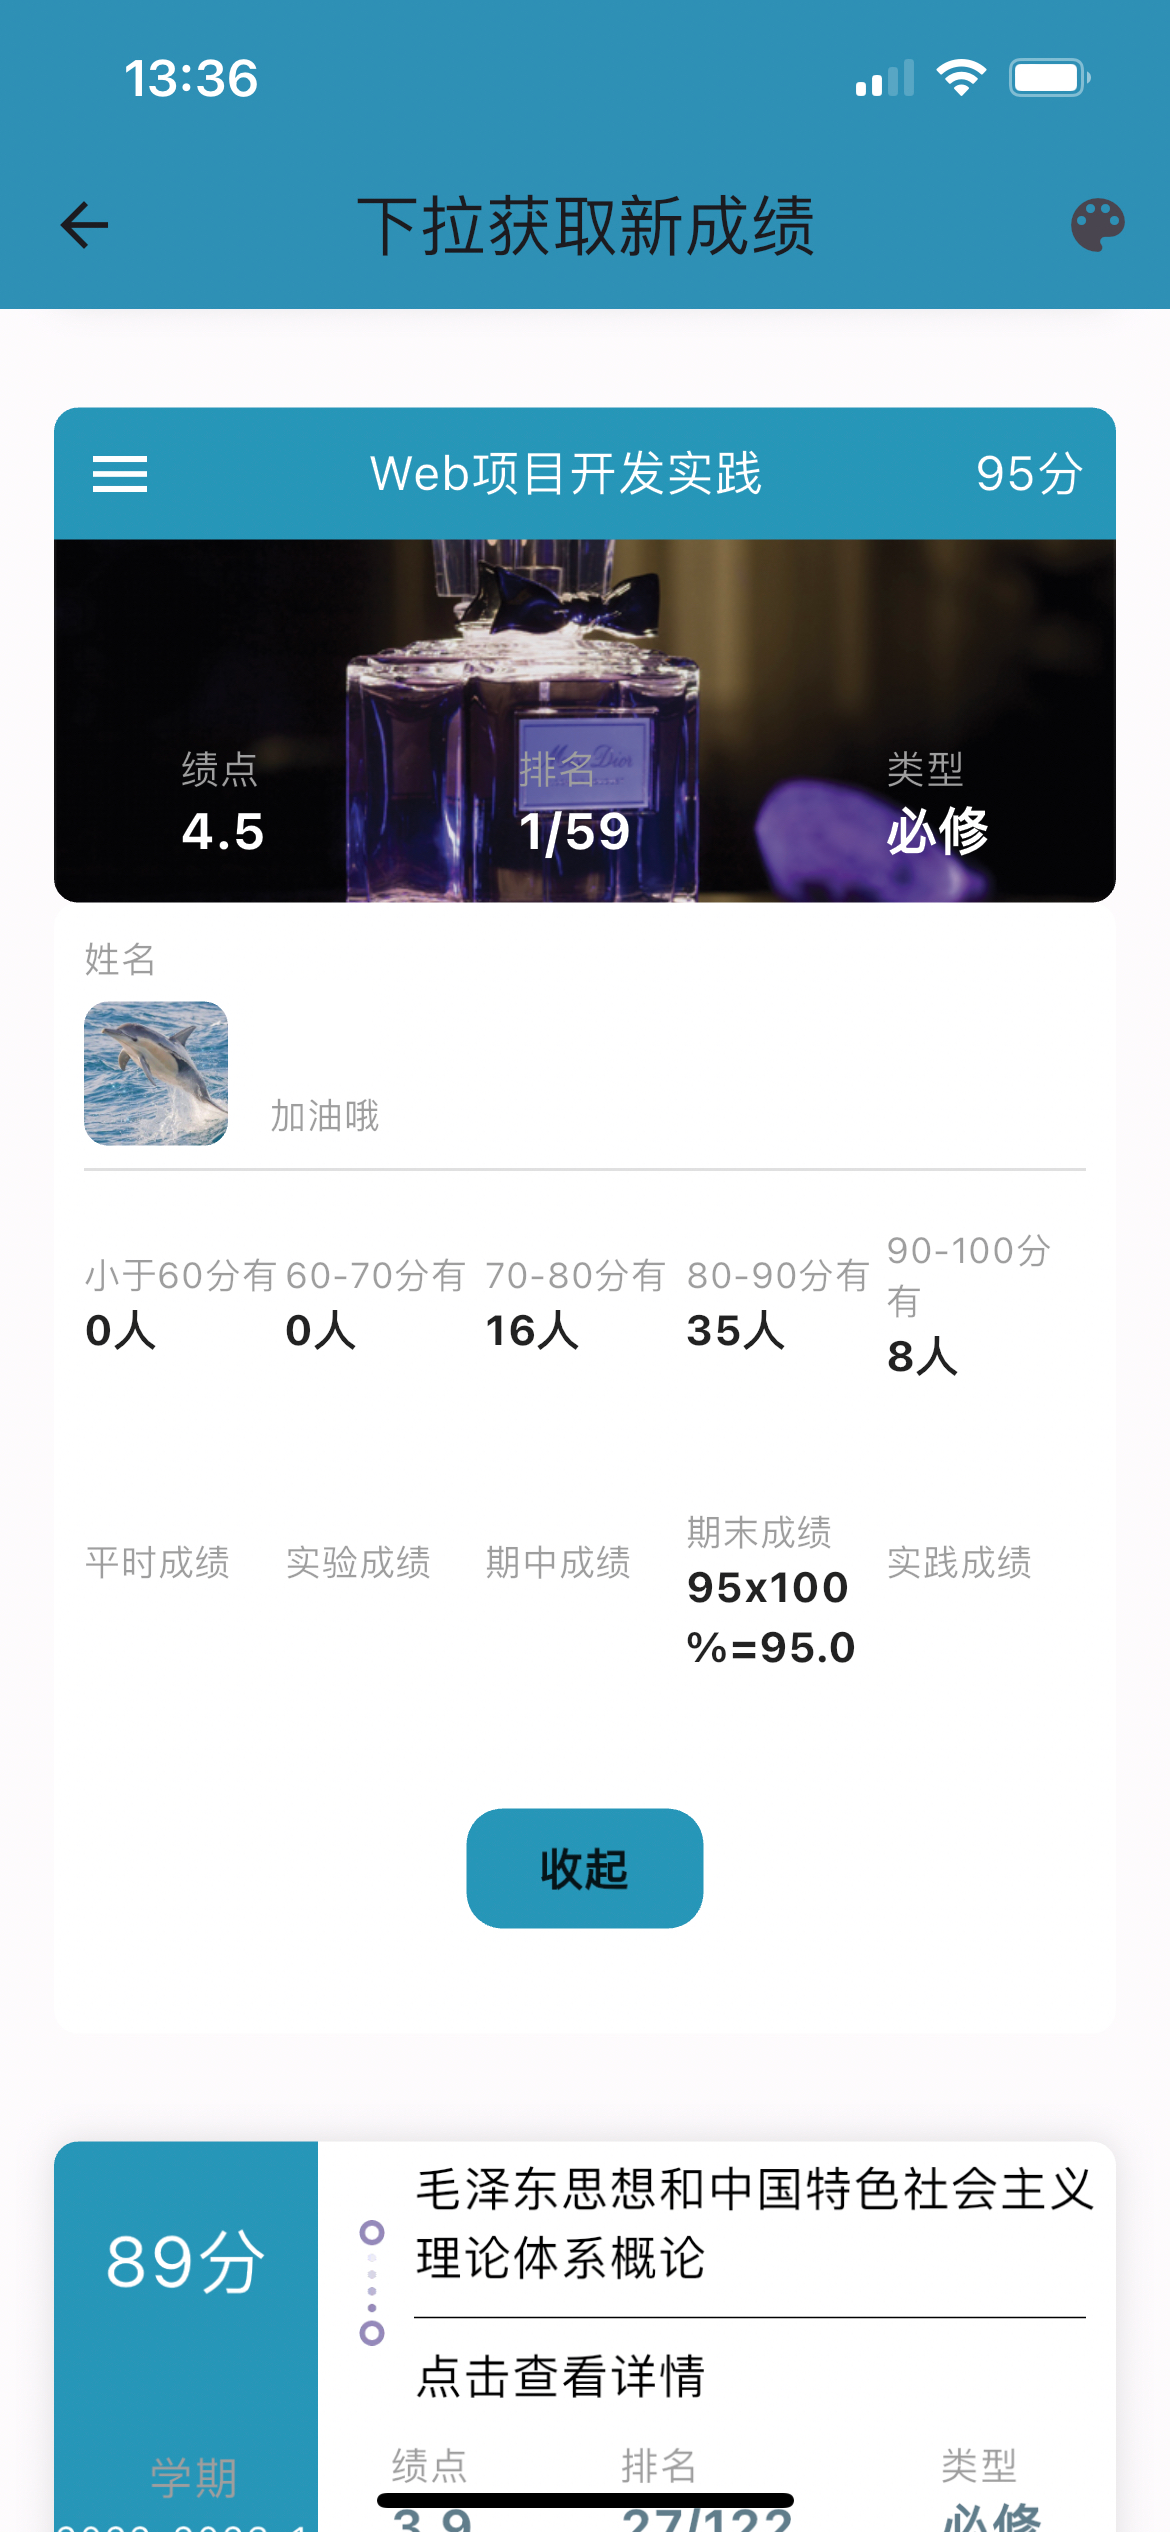 13:36
下拉获取新成绩
Web项目开发实践
95分
Dior
绩点
排名
类型
4.5
1/59
必修
姓名
加油哦
小于60分有
0人
60-70分有
0人
70-80分有
16人
80-90分有
35人
90-100分
有
8人
平时成绩
实验成绩
期中成绩
期末成绩
95x100
%=95.0
实践成绩
收起
89分
学期
毛泽东思想和中国特色社会主义
理论体系概论
点击查看详情
绩点
3.9
排名
27/122
类型
必修